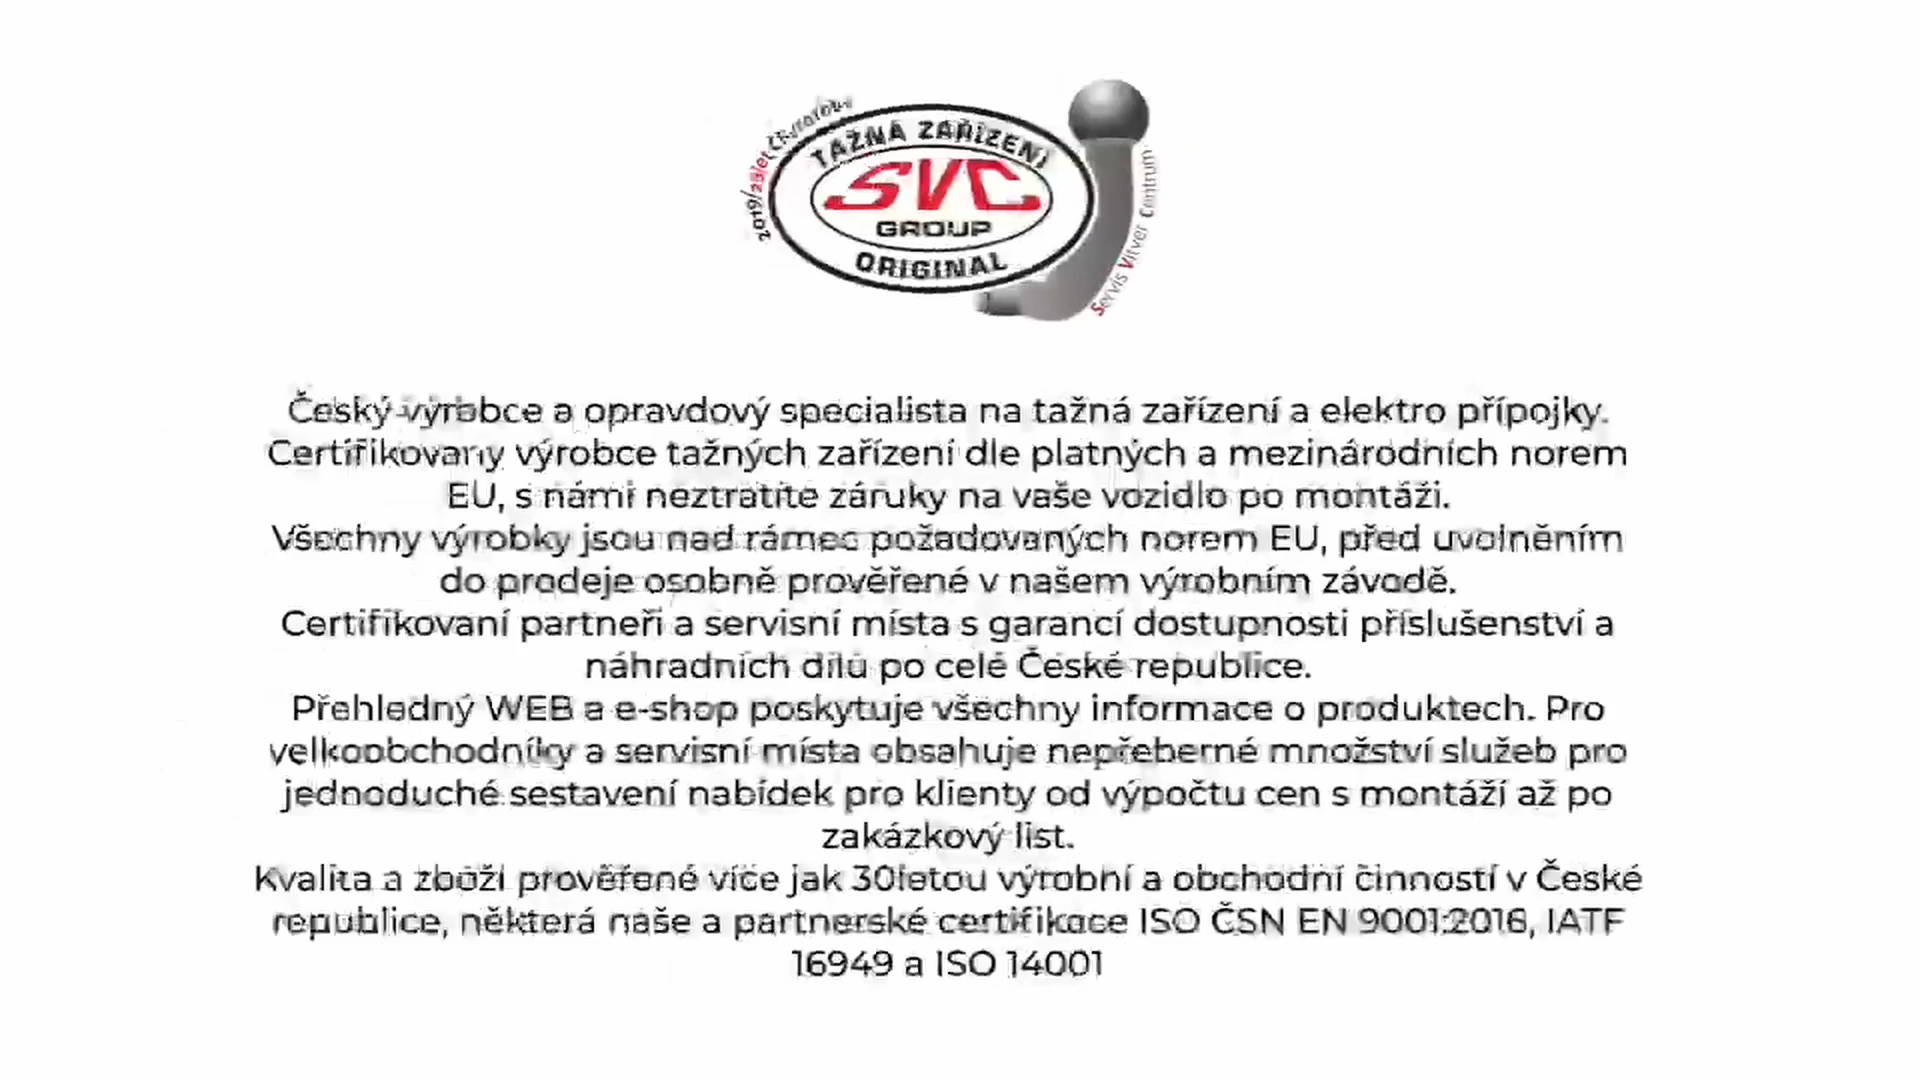 TAŽNÁ ZAŘÍZENÍ
SVC
GROUP
ORIGINAL
Servis Vitver Centrum
Český výrobce a opravdový specialista na tažná zařízení a elektro přípojky.
Certifikovaný výrobce tažných zařízení dle platných a mezinárodních norem
EU, s námi neztratíte záruky na vaše vozidlo po montáži.
Všechny výrobky jsou nad rámec požadovaných norem EU, před uvolněním
do prodeje osobně prověřené v našem výrobním závodě.
Certifikovaní partneři a servisní místa s garancí dostupnosti příslušenství a
náhradních dílů po celé České republice.
Přehledný WEB a e-shop poskytuje všechny informace o produktech. Pro
velkoobchodníky a servisní místa obsahuje nepřeberné množství služeb pro
jednoduché sestavení nabídek pro klienty od výpočtu cen s montáží až po
zakázkový list.
Kvalita a zboží prověřené více jak 30letou výrobní a obchodní činností v České
republice, některá naše a partnerské certifikace ISO ČSN EN 9001:2016, IATF
16949 a ISO 14001